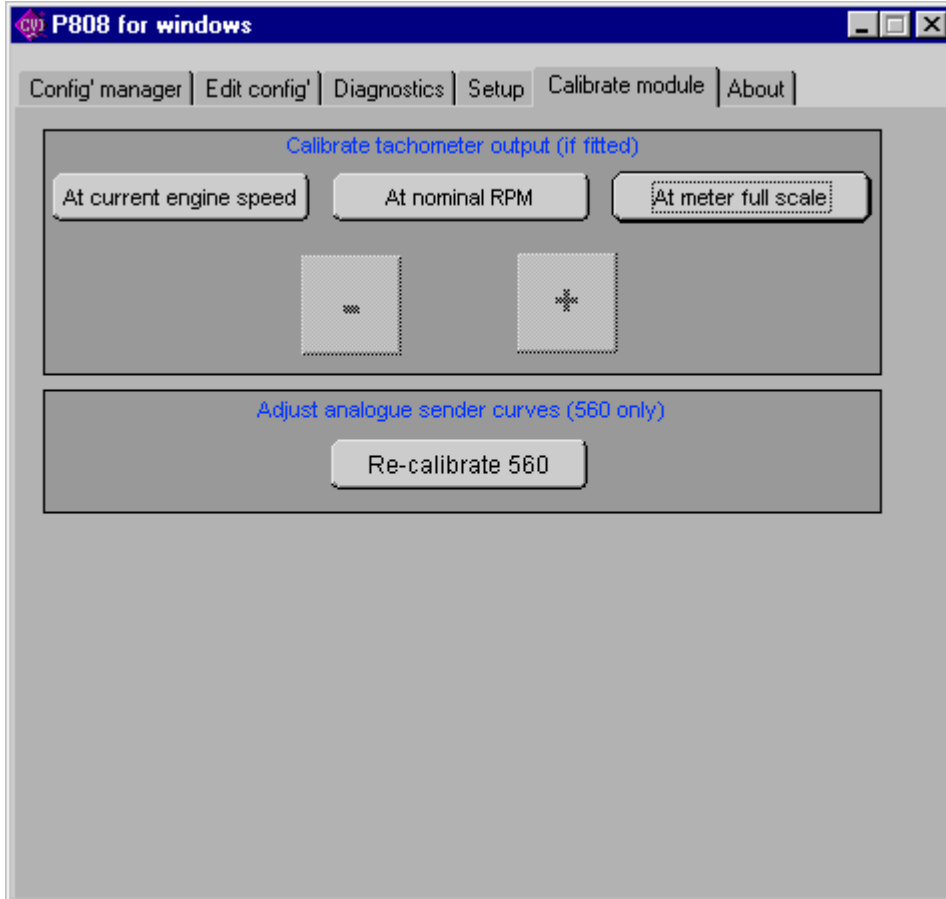 CVI P808 for windows
Config' manager Edit config' Diagnostics Setup Calibrate module About
Calibrate tachometer output (if fitted)
At current engine speed At nominal RPM At meter full scale
- +
Adjust analogue sender curves (560 only)
Re-calibrate 560